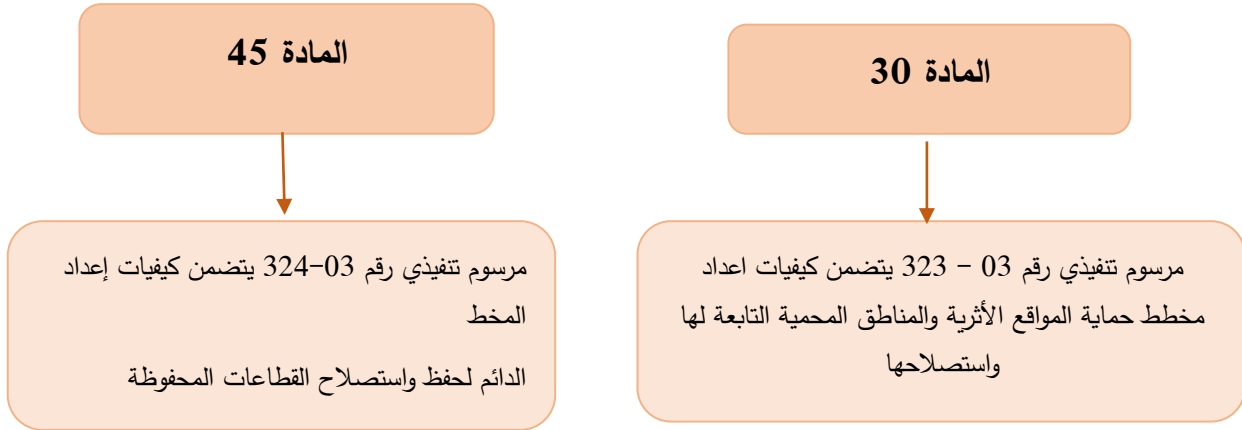 المادة 30
مرسوم تنفيذي رقم 03 - 323 يتضمن كيفيات اعداد
مخطط حماية المواقع الأثرية والمناطق المحمية التابعة لها
واستصلاحها
المادة 45
مرسوم تنفيذي رقم 03-324 يتضمن كيفيات إعداد
المخط
الدائم لحفظ واستصلاح القطاعات المحفوظة